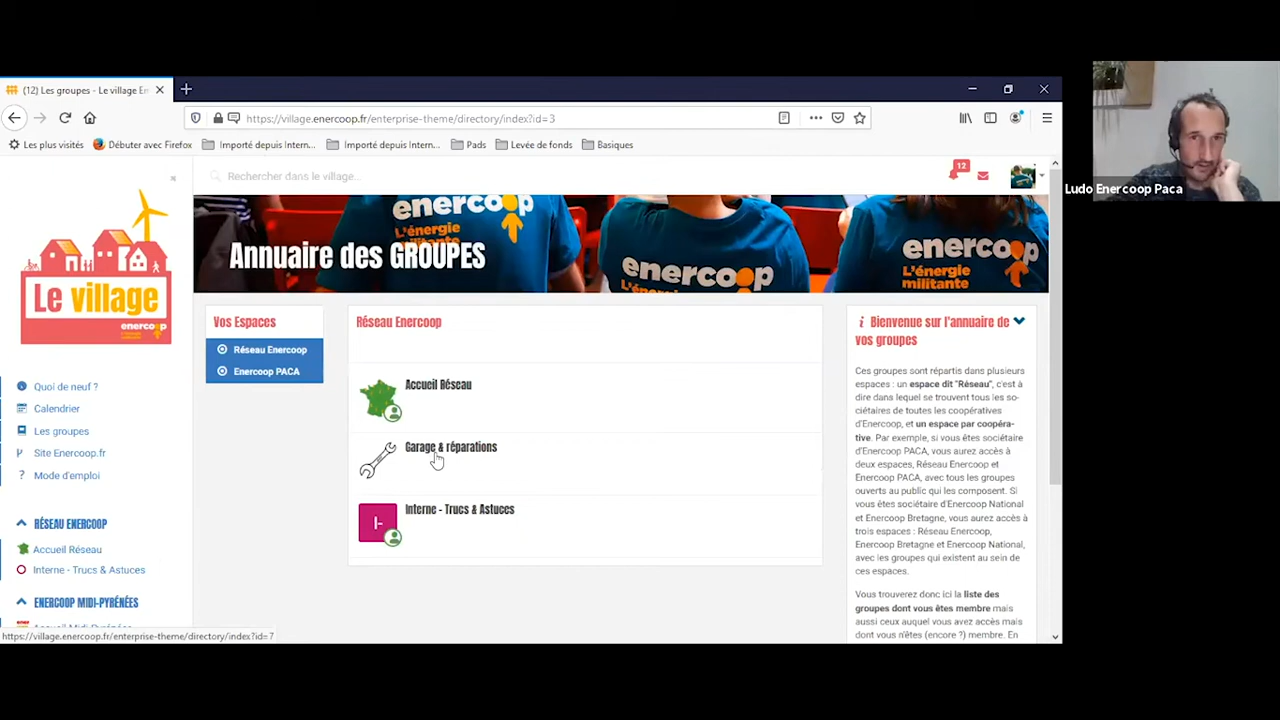 (12) Les groupes - Le village En
https://village.enercoop.fr/enterprise-theme/directory/index?id=3
Les plus visités
Débuter avec Firefox
Importé depuis Intern...
Importé depuis Intern...
Pads
Levée de fonds
Basiques
Rechercher dans le village...
12
Le village
enercoop
enercoop
L'énergie
militante
enercoop
enercoop
L'énergie
militante
L'énergie
militante
Annuaire des GROUPES
Quoi de neuf ?
Calendrier
Les groupes
Site Enercoop.fr
? Mode d'emploi
RÉSEAU ENERCOOP
Accueil Réseau
Interne - Trucs & Astuces
ENERCOOP MIDI-PYRÉNÉES
Accueil Midi-Pyrénées
https://village.enercoop.fr/enterprise-theme/directory/index?id=7
Vos Espaces
Réseau Enercoop
Enercoop PACA
Réseau Enercoop
Accueil Réseau
Garage & réparations
I-
Interne - Trucs & Astuces
i Bienvenue sur l'annuaire de
vos groupes
Ces groupes sont répartis dans plusieurs
espaces : un espace dit "Réseau", c'est à
dire dans lequel se trouvent tous les so-
ciétaires de toutes les coopératives
d'Enercoop, et un espace par coopéra-
tive. Par exemple, si vous êtes sociétaire
d'Enercoop PACA, vous aurez accès à
deux espaces, Réseau Enercoop et
Enercoop PACA, avec tous les groupes
ouverts au public qui les composent. Si
vous êtes sociétaire d'Enercoop National
et Enercoop Bretagne, vous aurez accès à
trois espaces : Réseau Enercoop,
Enercoop Bretagne et Enercoop National,
avec les groupes qui existent au sein de
ces espaces.
Vous trouverez donc ici la liste des
groupes dont vous êtes membre mais
aussi ceux auquel vous avez accès mais
dont vous n'êtes (encore ?) membre. En
Ludo Enercoop Paca